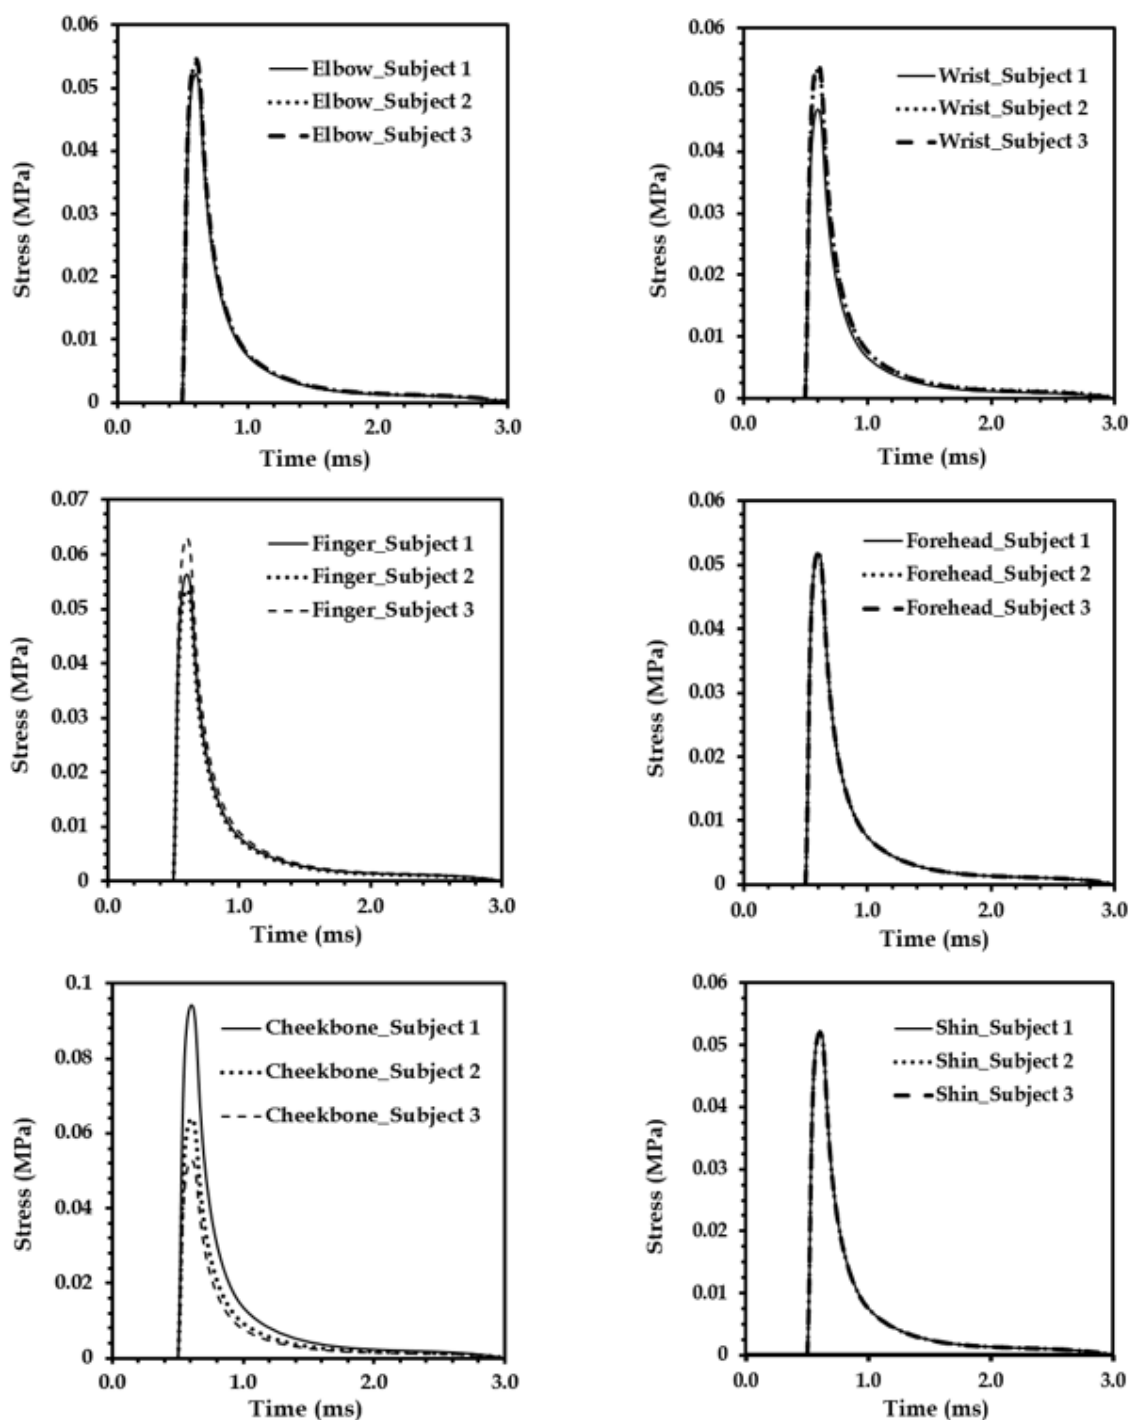 0.06
0.05
0.04
0.03
0.02
0.01
0
Stress (MPa)
Elbow_Subject 1
Elbow_Subject 2
Elbow_Subject 3
0.0 1.0 2.0 3.0
Time (ms)
0.06
0.05
0.04
0.03
0.02
0.01
0
Stress (MPa)
Wrist_Subject 1
Wrist_Subject 2
Wrist_Subject 3
0.0 1.0 2.0 3.0
Time (ms)
0.07
0.06
0.05
0.04
0.03
0.02
0.01
0
Stress (MPa)
Finger_Subject 1
Finger_Subject 2
Finger_Subject 3
0.0 1.0 2.0 3.0
Time (ms)
0.06
0.05
0.04
0.03
0.02
0.01
0
Stress (MPa)
Forehead_Subject 1
Forehead_Subject 2
Forehead_Subject 3
0.0 1.0 2.0 3.0
Time (ms)
0.1
0.08
0.06
0.04
0.02
0
Stress (MPa)
Cheekbone_Subject 1
Cheekbone_Subject 2
Cheekbone_Subject 3
0.0 1.0 2.0 3.0
Time (ms)
0.06
0.05
0.04
0.03
0.02
0.01
0
Stress (MPa)
Shin_Subject 1
Shin_Subject 2
Shin_Subject 3
0.0 1.0 2.0 3.0
Time (ms)